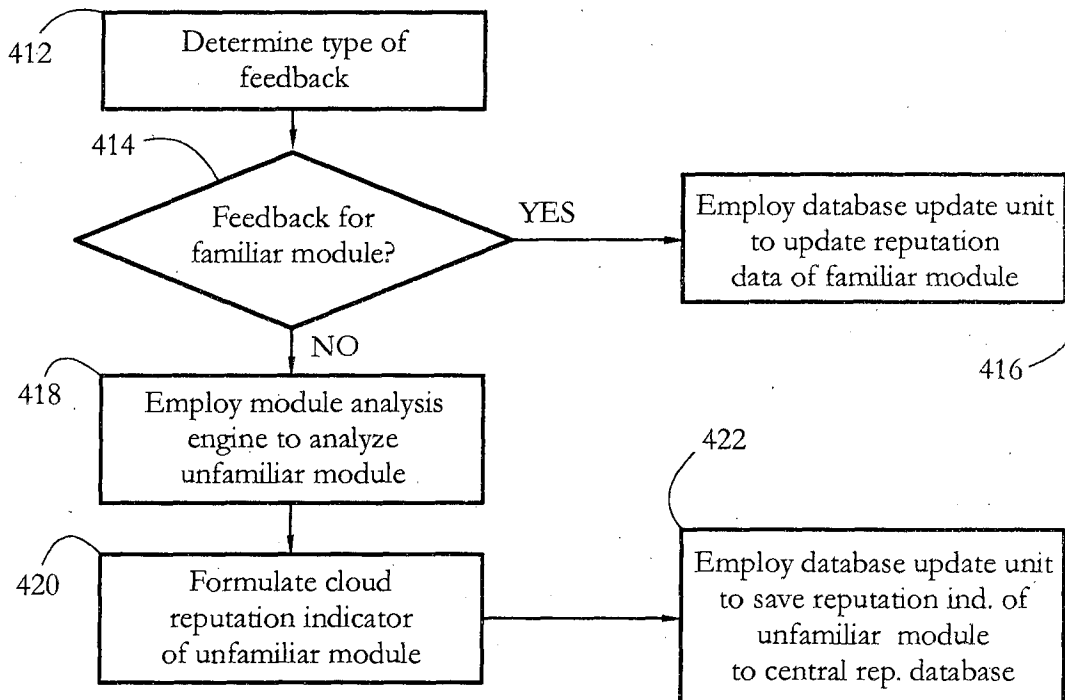 412
Determine type of
feedback
414
Feedback for
familiar module?
YES
Employ database update unit
to update reputation
data of familiar module
416
NO
418
Employ module analysis
engine to analyze
unfamiliar module
420
Formulate cloud
reputation indicator
of unfamiliar module
422
Employ database update unit
to save reputation ind. of
unfamiliar module
to central rep. database